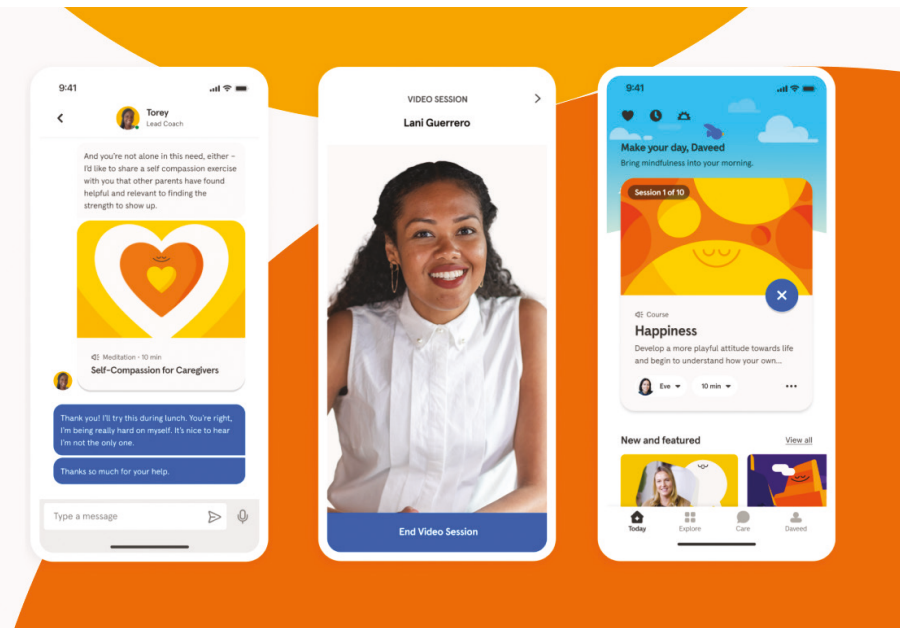 9:41
Torey
Lead Coach
And you're not alone in this need, either –
I'd like to share a self compassion exercise
with you that other parents have found
helpful and relevant to finding the
strength to show up.
Meditation • 10 min
Self-Compassion for Caregivers
Thank you! I'll try this during lunch. You're right,
I'm being really hard on myself. It's nice to hear
I'm not the only one.
Thanks so much for your help.
Type a message
VIDEO SESSION
Lani Guerrero
End Video Session
9:41
Make your day, Daveed
Bring mindfulness into your morning.
Session 1 of 10
Course
Happiness
Develop a more playful attitude towards life
and begin to understand how your own...
Eve
10 min
New and featured
View all
Today
Explore
Care
Daveed